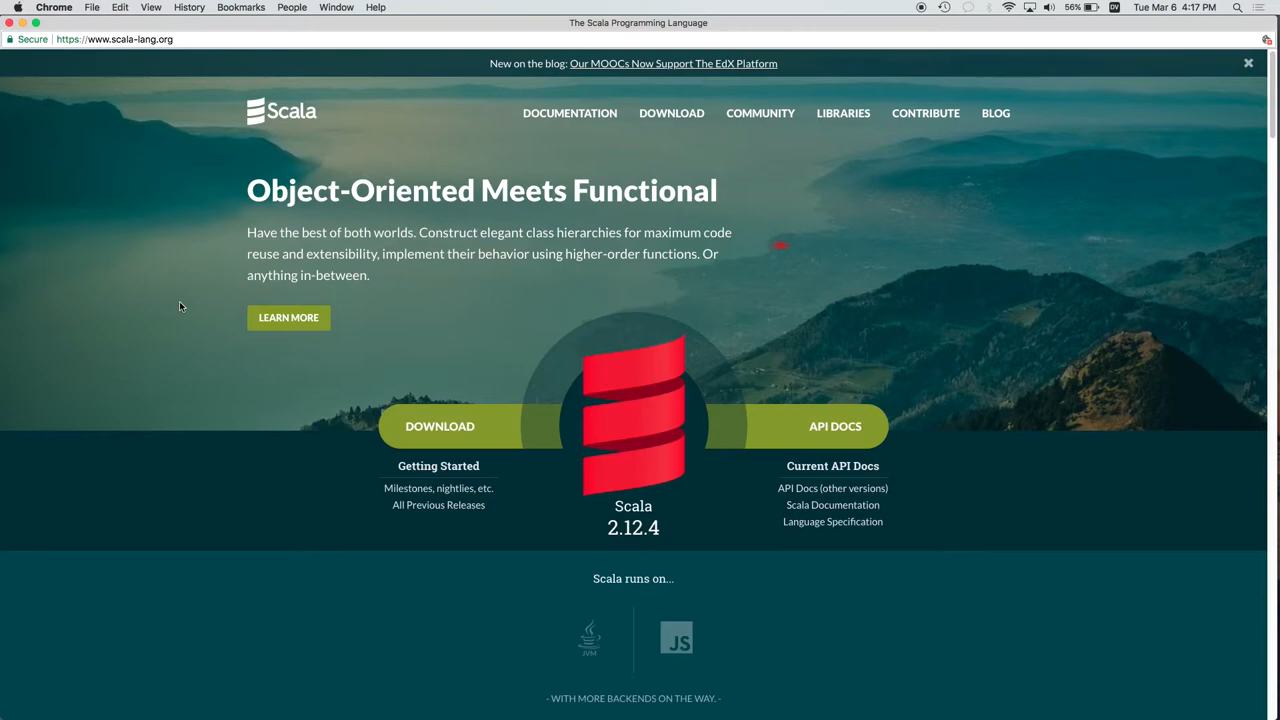 Chrome File Edit View History Bookmarks People Window Help 56% DV Tue Mar 6 4:17 PM
The Scala Programming Language
Secure https://www.scala-lang.org
New on the blog: Our MOOCs Now Support The EdX Platform
Scala DOCUMENTATION DOWNLOAD COMMUNITY LIBRARIES CONTRIBUTE BLOG
Object-Oriented Meets Functional
Have the best of both worlds. Construct elegant class hierarchies for maximum code
reuse and extensibility, implement their behavior using higher-order functions. Or
anything in-between.
LEARN MORE
DOWNLOAD
Getting Started
Milestones, nightlies, etc.
All Previous Releases
Scala
2.12.4
API DOCS
Current API Docs
API Docs (other versions)
Scala Documentation
Language Specification
Scala runs on...
JVM
JS
- WITH MORE BACKENDS ON THE WAY. -